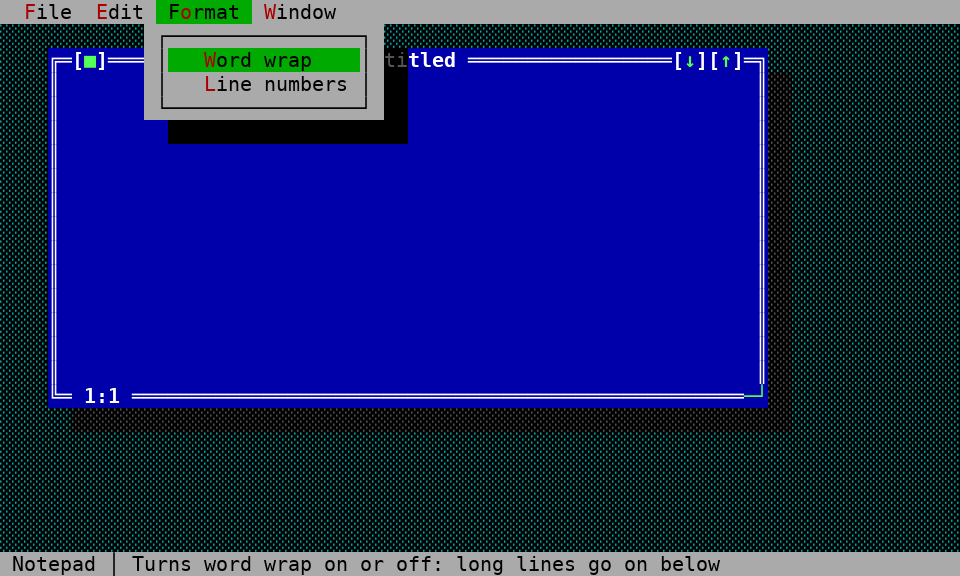 File Edit Format Window
[■] titled [↓][↑]
Word wrap
Line numbers
1:1
Notepad │ Turns word wrap on or off: long lines go on below